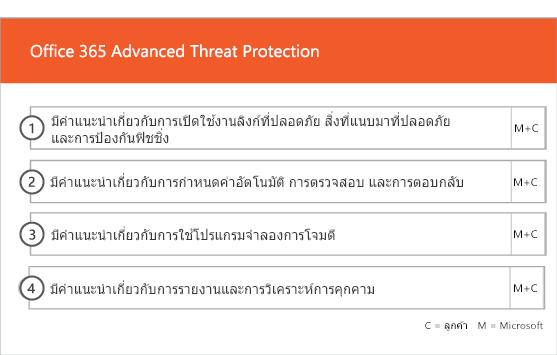 Office 365 Advanced Threat Protection
1 มีคำแนะนำเกี่ยวกับการเปิดใช้งานลิงก์ที่ปลอดภัย สิ่งที่แนบมาที่ปลอดภัย
และการป้องกันฟิชชิ่ง M+C
2 มีคำแนะนำเกี่ยวกับการกำหนดค่าอัตโนมัติ การตรวจสอบ และการตอบกลับ M+C
3 มีคำแนะนำเกี่ยวกับการใช้โปรแกรมจำลองการโจมตี M+C
4 มีคำแนะนำเกี่ยวกับการรายงานและการวิเคราะห์การคุกคาม M+C
C = ลูกค้า M = Microsoft